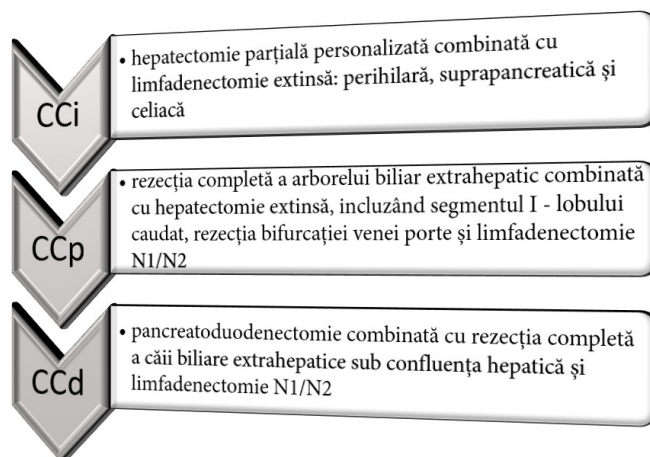 CCi
• hepatectomie parțială personalizată combinată cu
limfadenectomie extinsă: perihilară, suprapancreatică și
celiacă
CCp
• rezecția completă a arborelui biliar extrahepatic combinată
cu hepatectomie extinsă, incluzând segmentul I - lobului
caudat, rezecția bifurcației venei porte și limfadenectomie
N1/N2
CCd
• pancreatoduodenectomie combinată cu rezecția completă
a căii biliare extrahepatice sub confluența hepatică și
limfadenectomie N1/N2